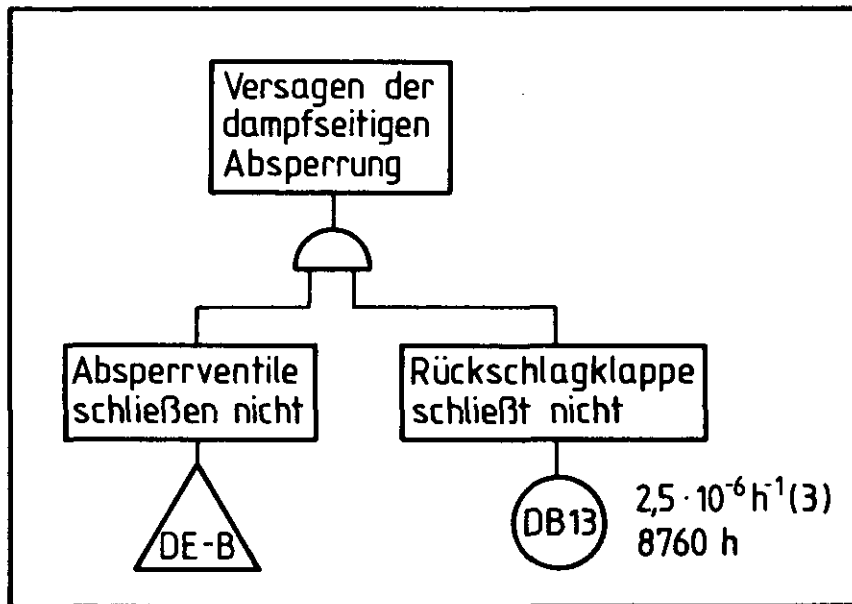 Versagen der
dampfseitigen
Absperrung
Absperrventile
schließen nicht
Rückschlagklappe
schließt nicht
DE-B
DB13
2,5·10⁻⁶ h⁻¹(3)
8760 h